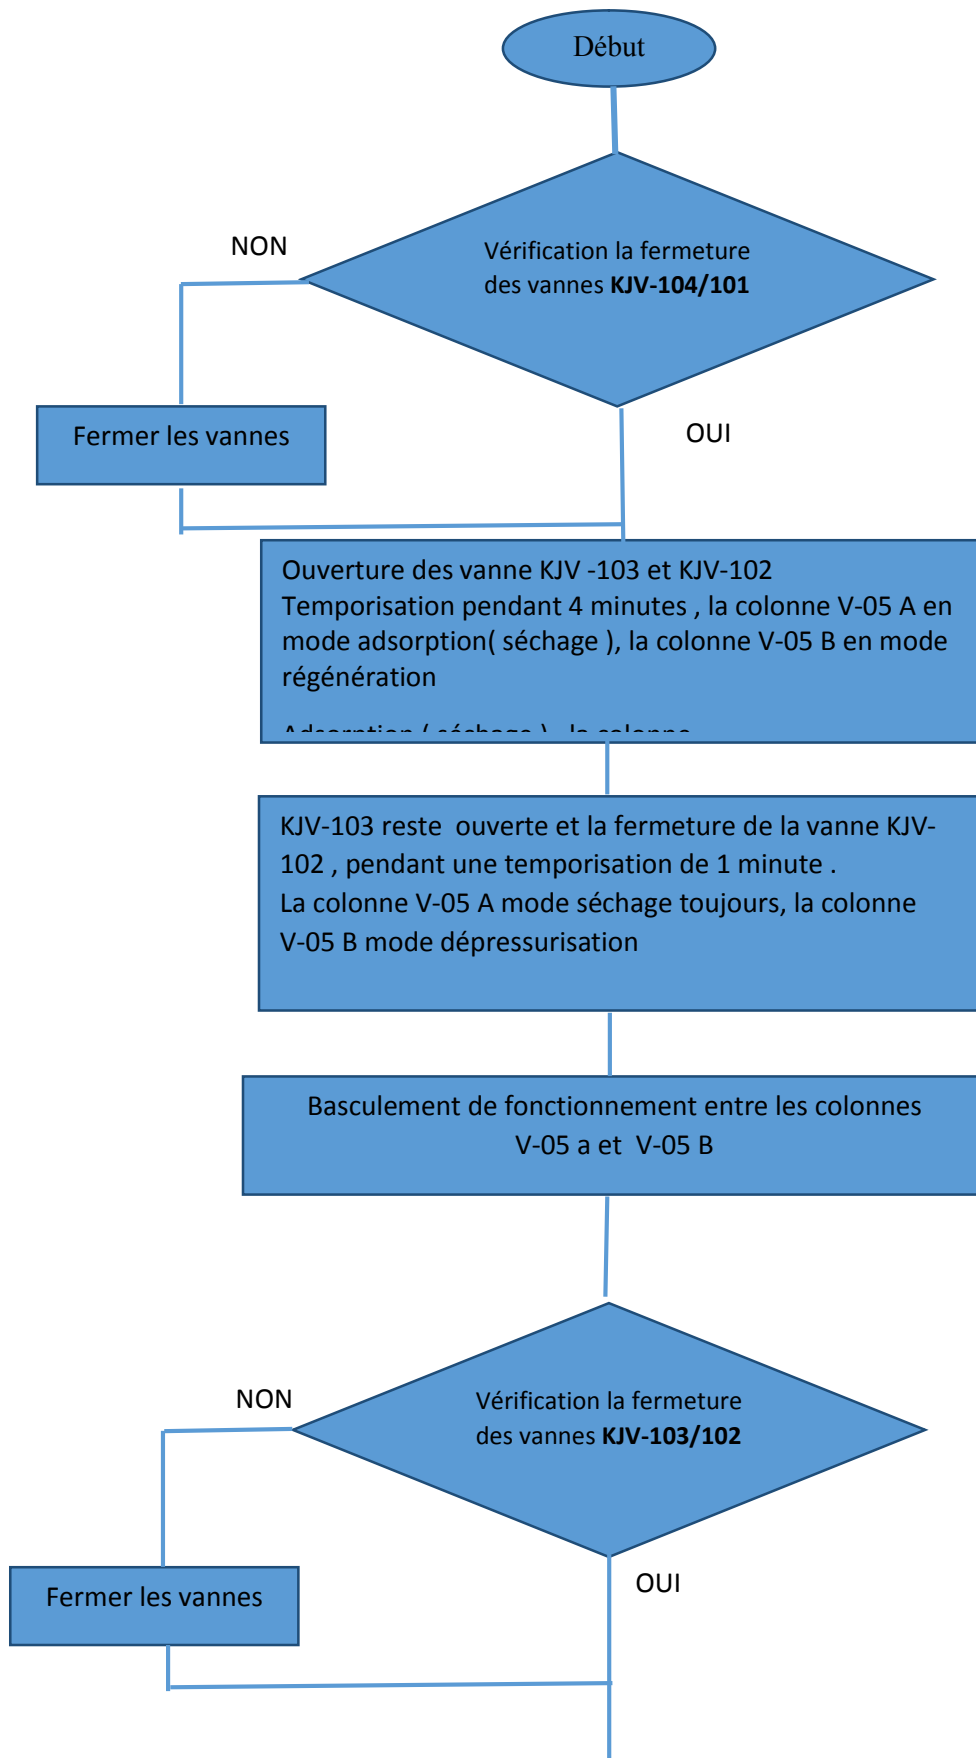 Début
NON
Vérification la fermeture
des vannes KJV-104/101
Fermer les vannes
OUI
Ouverture des vanne KJV -103 et KJV-102
Temporisation pendant 4 minutes , la colonne V-05 A en
mode adsorption( séchage ), la colonne V-05 B en mode
régénération
Adsorption ( séchage ) , la colonne
KJV-103 reste ouverte et la fermeture de la vanne KJV-
102 , pendant une temporisation de 1 minute .
La colonne V-05 A mode séchage toujours, la colonne
V-05 B mode dépressurisation
Basculement de fonctionnement entre les colonnes
V-05 a et V-05 B
NON
Vérification la fermeture
des vannes KJV-103/102
OUI
Fermer les vannes